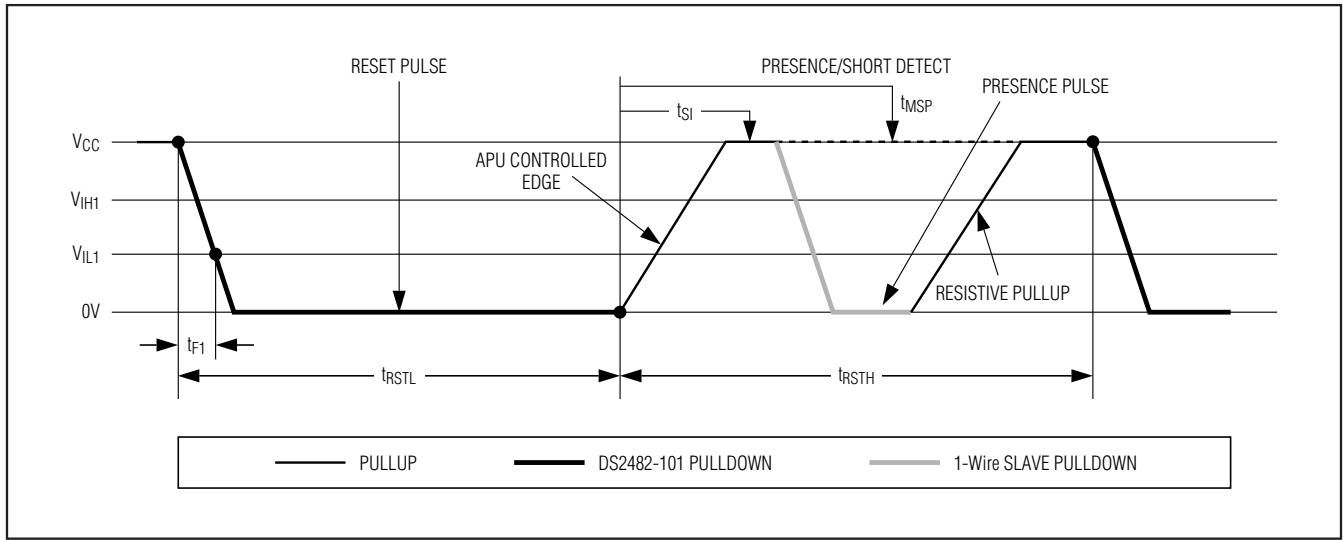 RESET PULSE
PRESENCE/SHORT DETECT
PRESENCE PULSE
tMSP
tSI
VCC
APU CONTROLLED
EDGE
VIH1
VIL1
RESISTIVE PULLUP
0V
tF1
tRSTL
tRSTH
PULLUP
DS2482-101 PULLDOWN
1-Wire SLAVE PULLDOWN